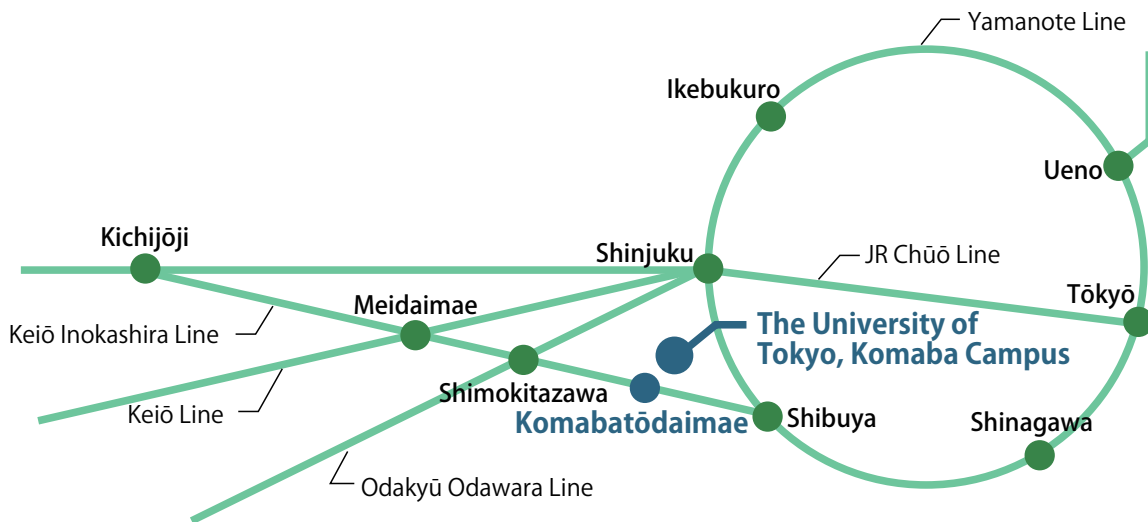 Yamanote Line
Ikebukuro
Ueno
Kichijōji
Shinjuku
JR Chūō Line
Tōkyō
Meidaimae
Keiō Inokashira Line
The University of
Tokyo, Komaba Campus
Shimokitazawa
Keiō Line
Komabatōdaimae
Shibuya
Shinagawa
Odakyū Odawara Line